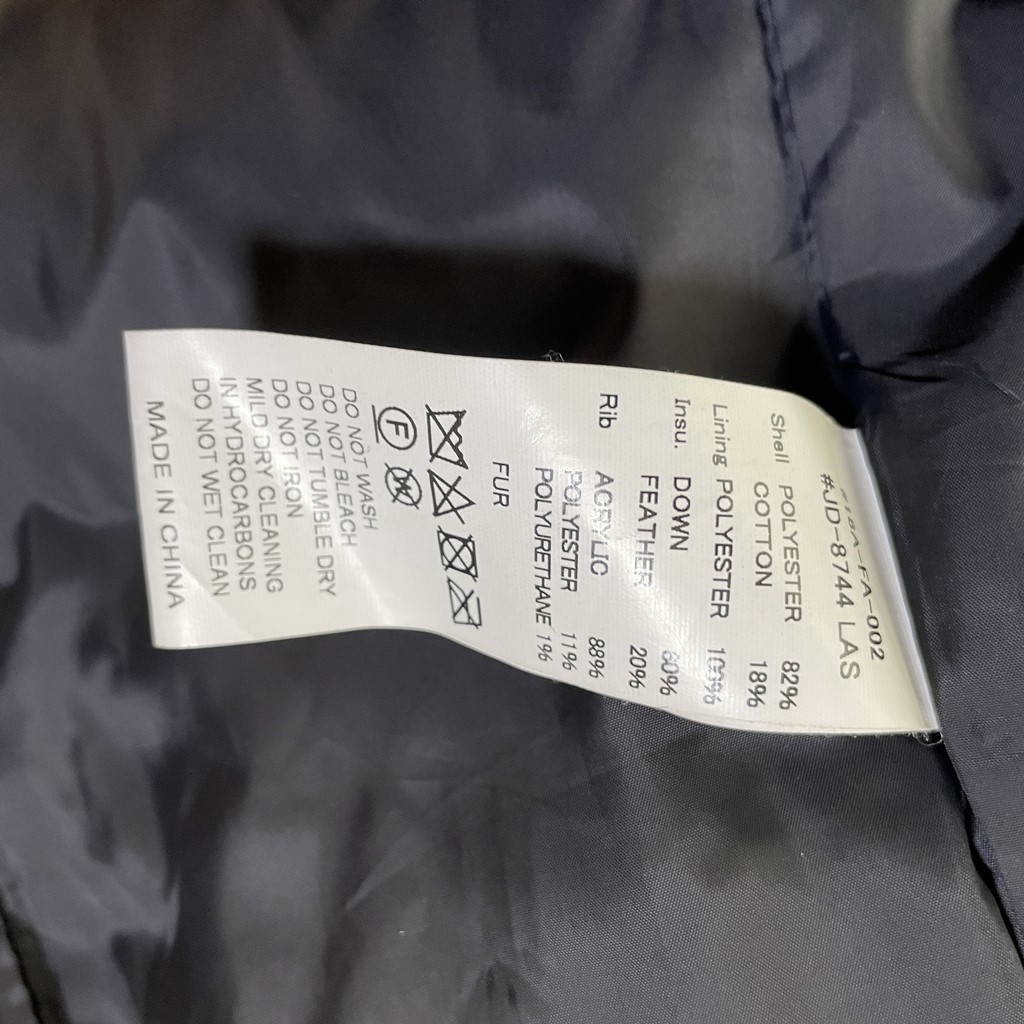 #JD-8744 LAS
Shell POLYESTER 82%
COTTON 18%
Lining POLYESTER 100%
Insu. DOWN 80%
FEATHER 20%
Rib ACRYLIC 88%
POLYESTER 11%
POLYURETHANE 1%
FUR
F
DO NOT WASH
DO NOT BLEACH
DO NOT TUMBLE DRY
DO NOT IRON
MILD DRY CLEANING
IN HYDROCARBONS
DO NOT WET CLEAN
MADE IN CHINA